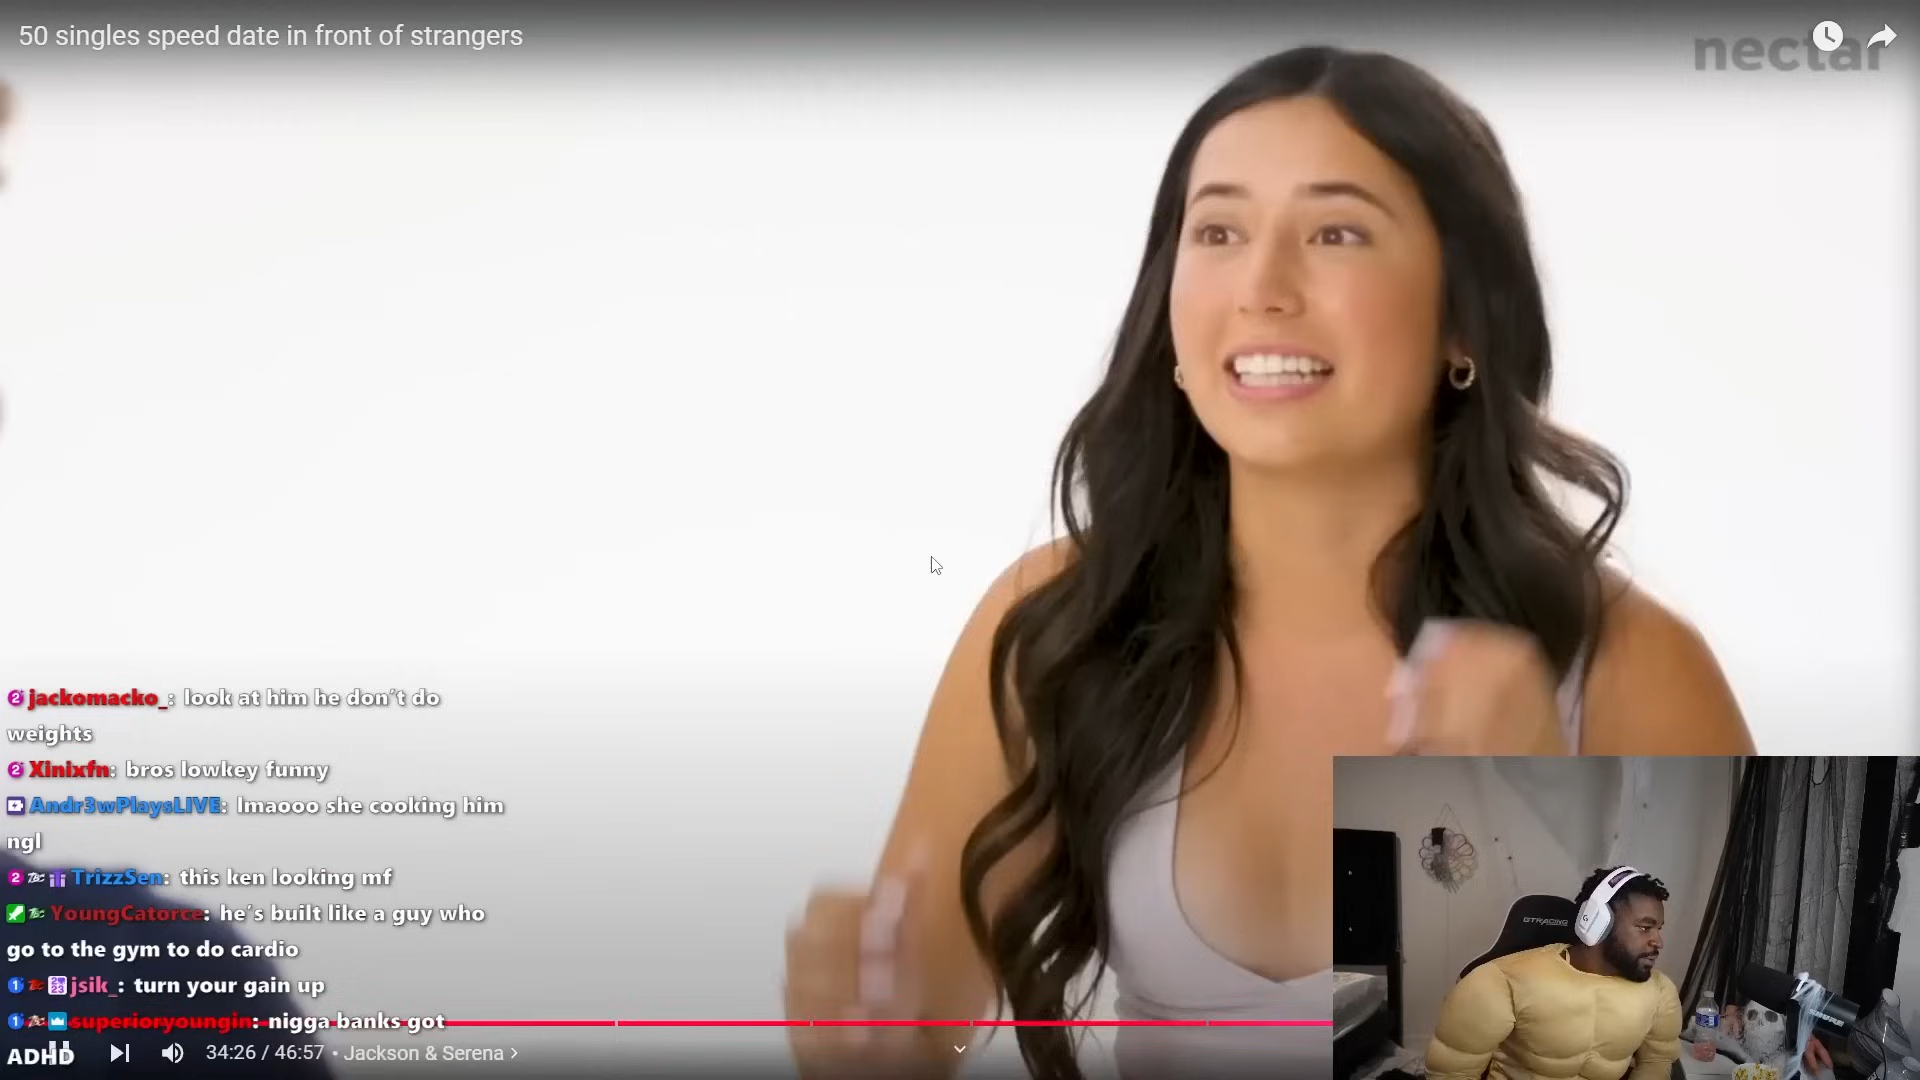 50 singles speed date in front of strangers
nectar
jackomacko_: look at him he don't do
weights
Xinixfn: bros lowkey funny
Andr3wPlaysLIVE: lmaooo she cooking him
ngl
TrizzSen: this ken looking mf
YoungCatorce: he's built like a guy who
go to the gym to do cardio
jsik_: turn your gain up
superioryoungin: nigga banks got
ADHD
34:26 / 46:57 • Jackson & Serena >
GTRACING